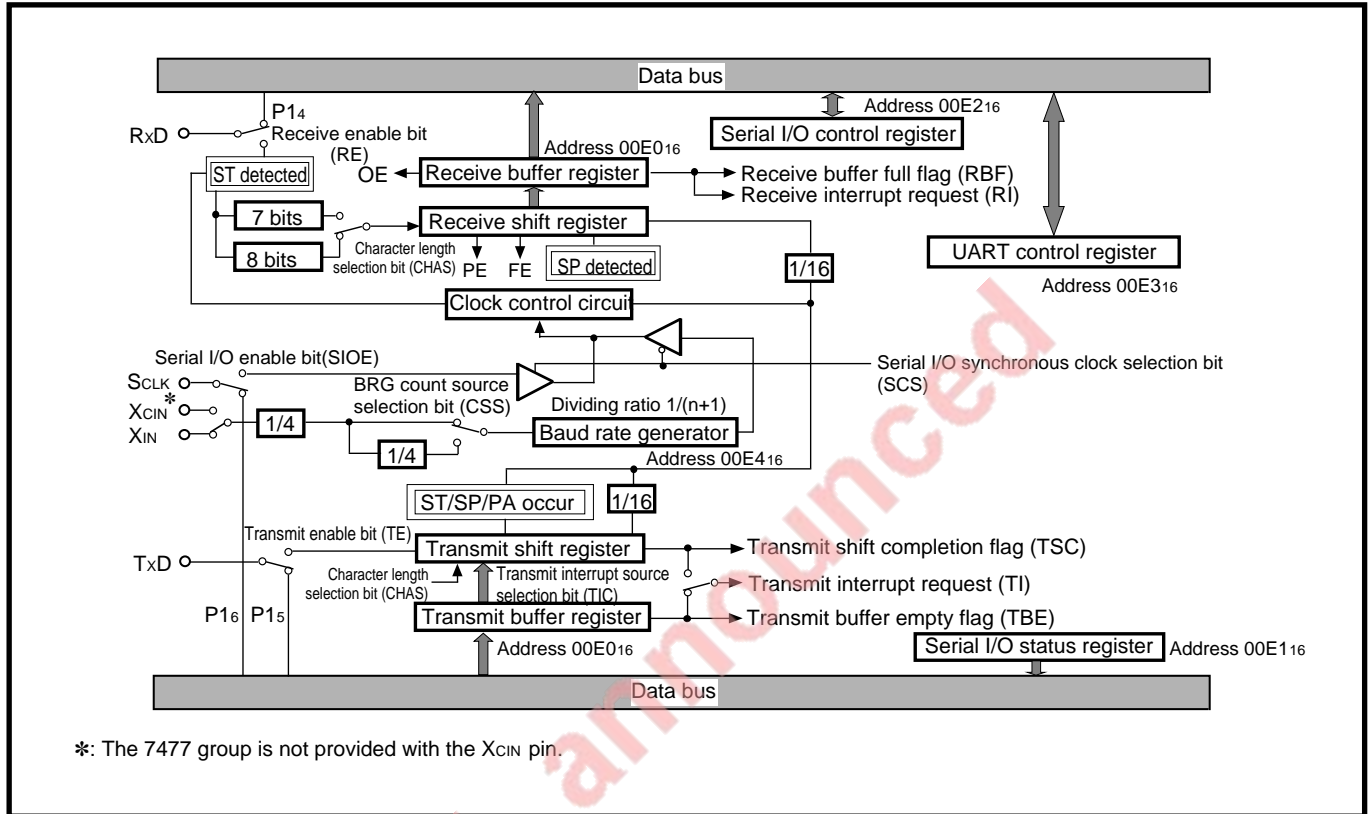 Data bus
P14
RxD
Receive enable bit
(RE)
Address 00E016
Address 00E216
Serial I/O control register
ST detected
OE
Receive buffer register
Receive buffer full flag (RBF)
Receive interrupt request (RI)
7 bits
8 bits
Character length
selection bit (CHAS)
Receive shift register
PE
FE
SP detected
1/16
UART control register
Address 00E316
Clock control circuit
Serial I/O enable bit(SIOE)
SCLK
XCIN*
XIN
1/4
BRG count source
selection bit (CSS)
1/4
Dividing ratio 1/(n+1)
Baud rate generator
Address 00E416
Serial I/O synchronous clock selection bit
(SCS)
ST/SP/PA occur
1/16
Transmit enable bit (TE)
TxD
Transmit shift register
Transmit shift completion flag (TSC)
Character length
selection bit (CHAS)
Transmit interrupt source
selection bit (TIC)
Transmit interrupt request (TI)
P16
P15
Transmit buffer register
Transmit buffer empty flag (TBE)
Address 00E016
Serial I/O status register
Address 00E116
Data bus
*: The 7477 group is not provided with the XCIN pin.
announced